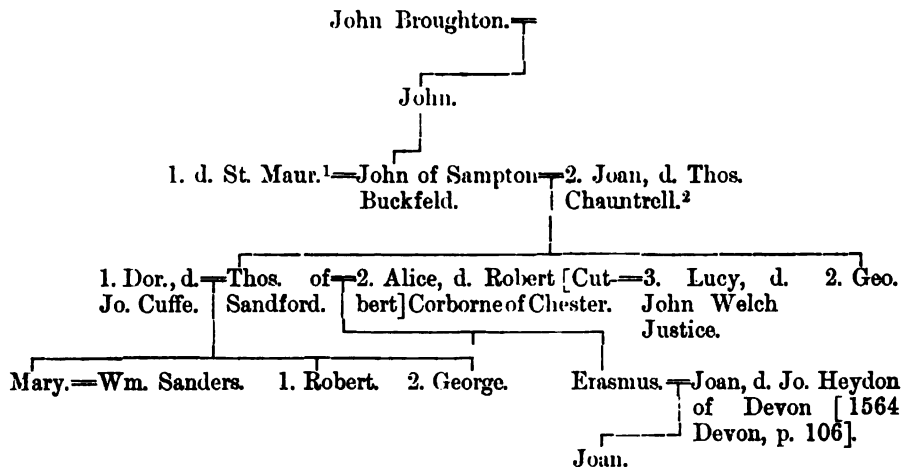 John Broughton.
John.
1. d. St. Maur.¹ John of Sampton 2. Joan, d. Thos.
Buckfeld. Chauntrell.²
1. Dor., d. Thos. of 2. Alice, d. Robert [Cut- 3. Lucy, d. 2. Geo.
Jo. Cuffe. Sandford. bert] Corborne of Chester. John Welch
Justice.
Mary. Wm. Sanders. 1. Robert. 2. George. Erasmus. Joan, d. Jo. Heydon
of Devon [1564
Devon, p. 106].
Joan.